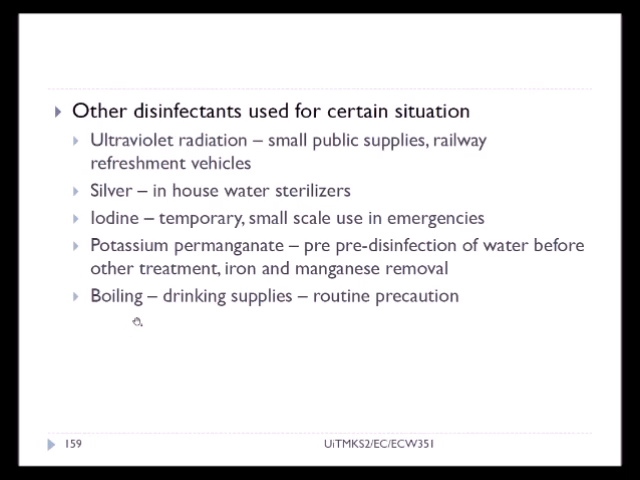 Other disinfectants used for certain situation
Ultraviolet radiation – small public supplies, railway
refreshment vehicles
Silver – in house water sterilizers
Iodine – temporary, small scale use in emergencies
Potassium permanganate – pre pre-disinfection of water before
other treatment, iron and manganese removal
Boiling – drinking supplies – routine precaution
159
UiTMKS2/EC/ECW351